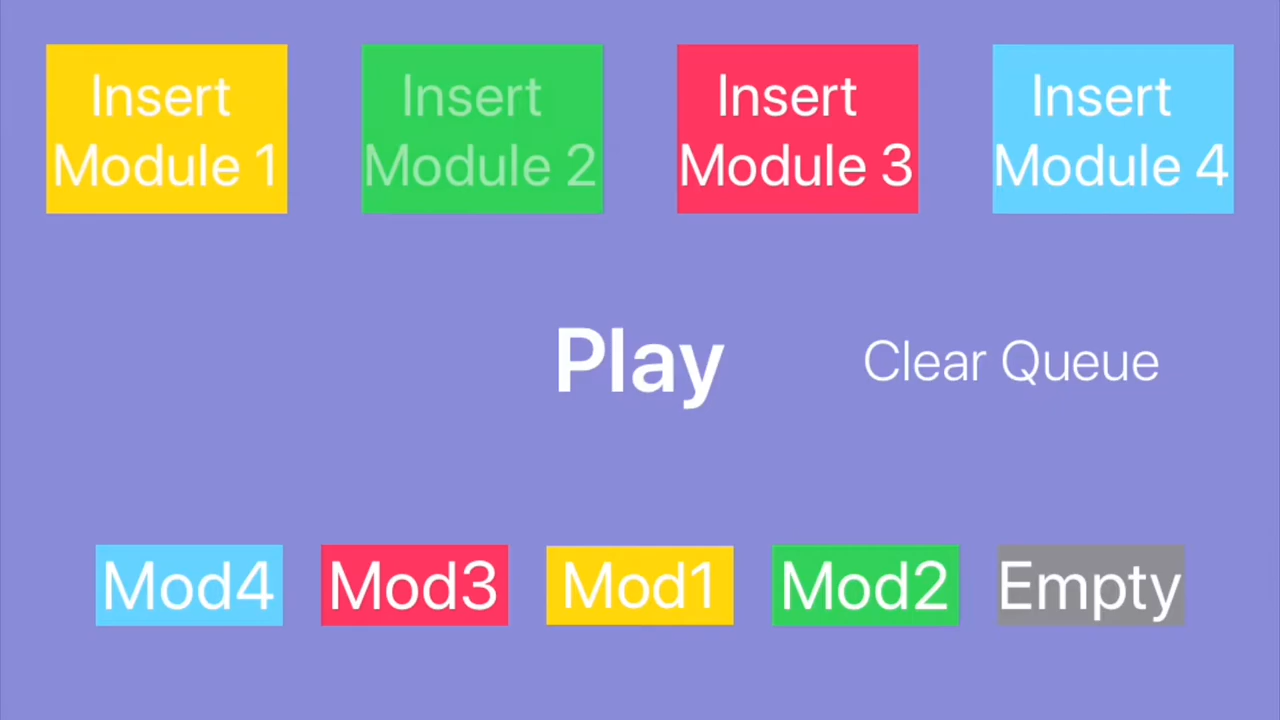 Insert
Module 1
Insert
Module 2
Insert
Module 3
Insert
Module 4
Play
Clear Queue
Mod4
Mod3
Mod1
Mod2
Empty